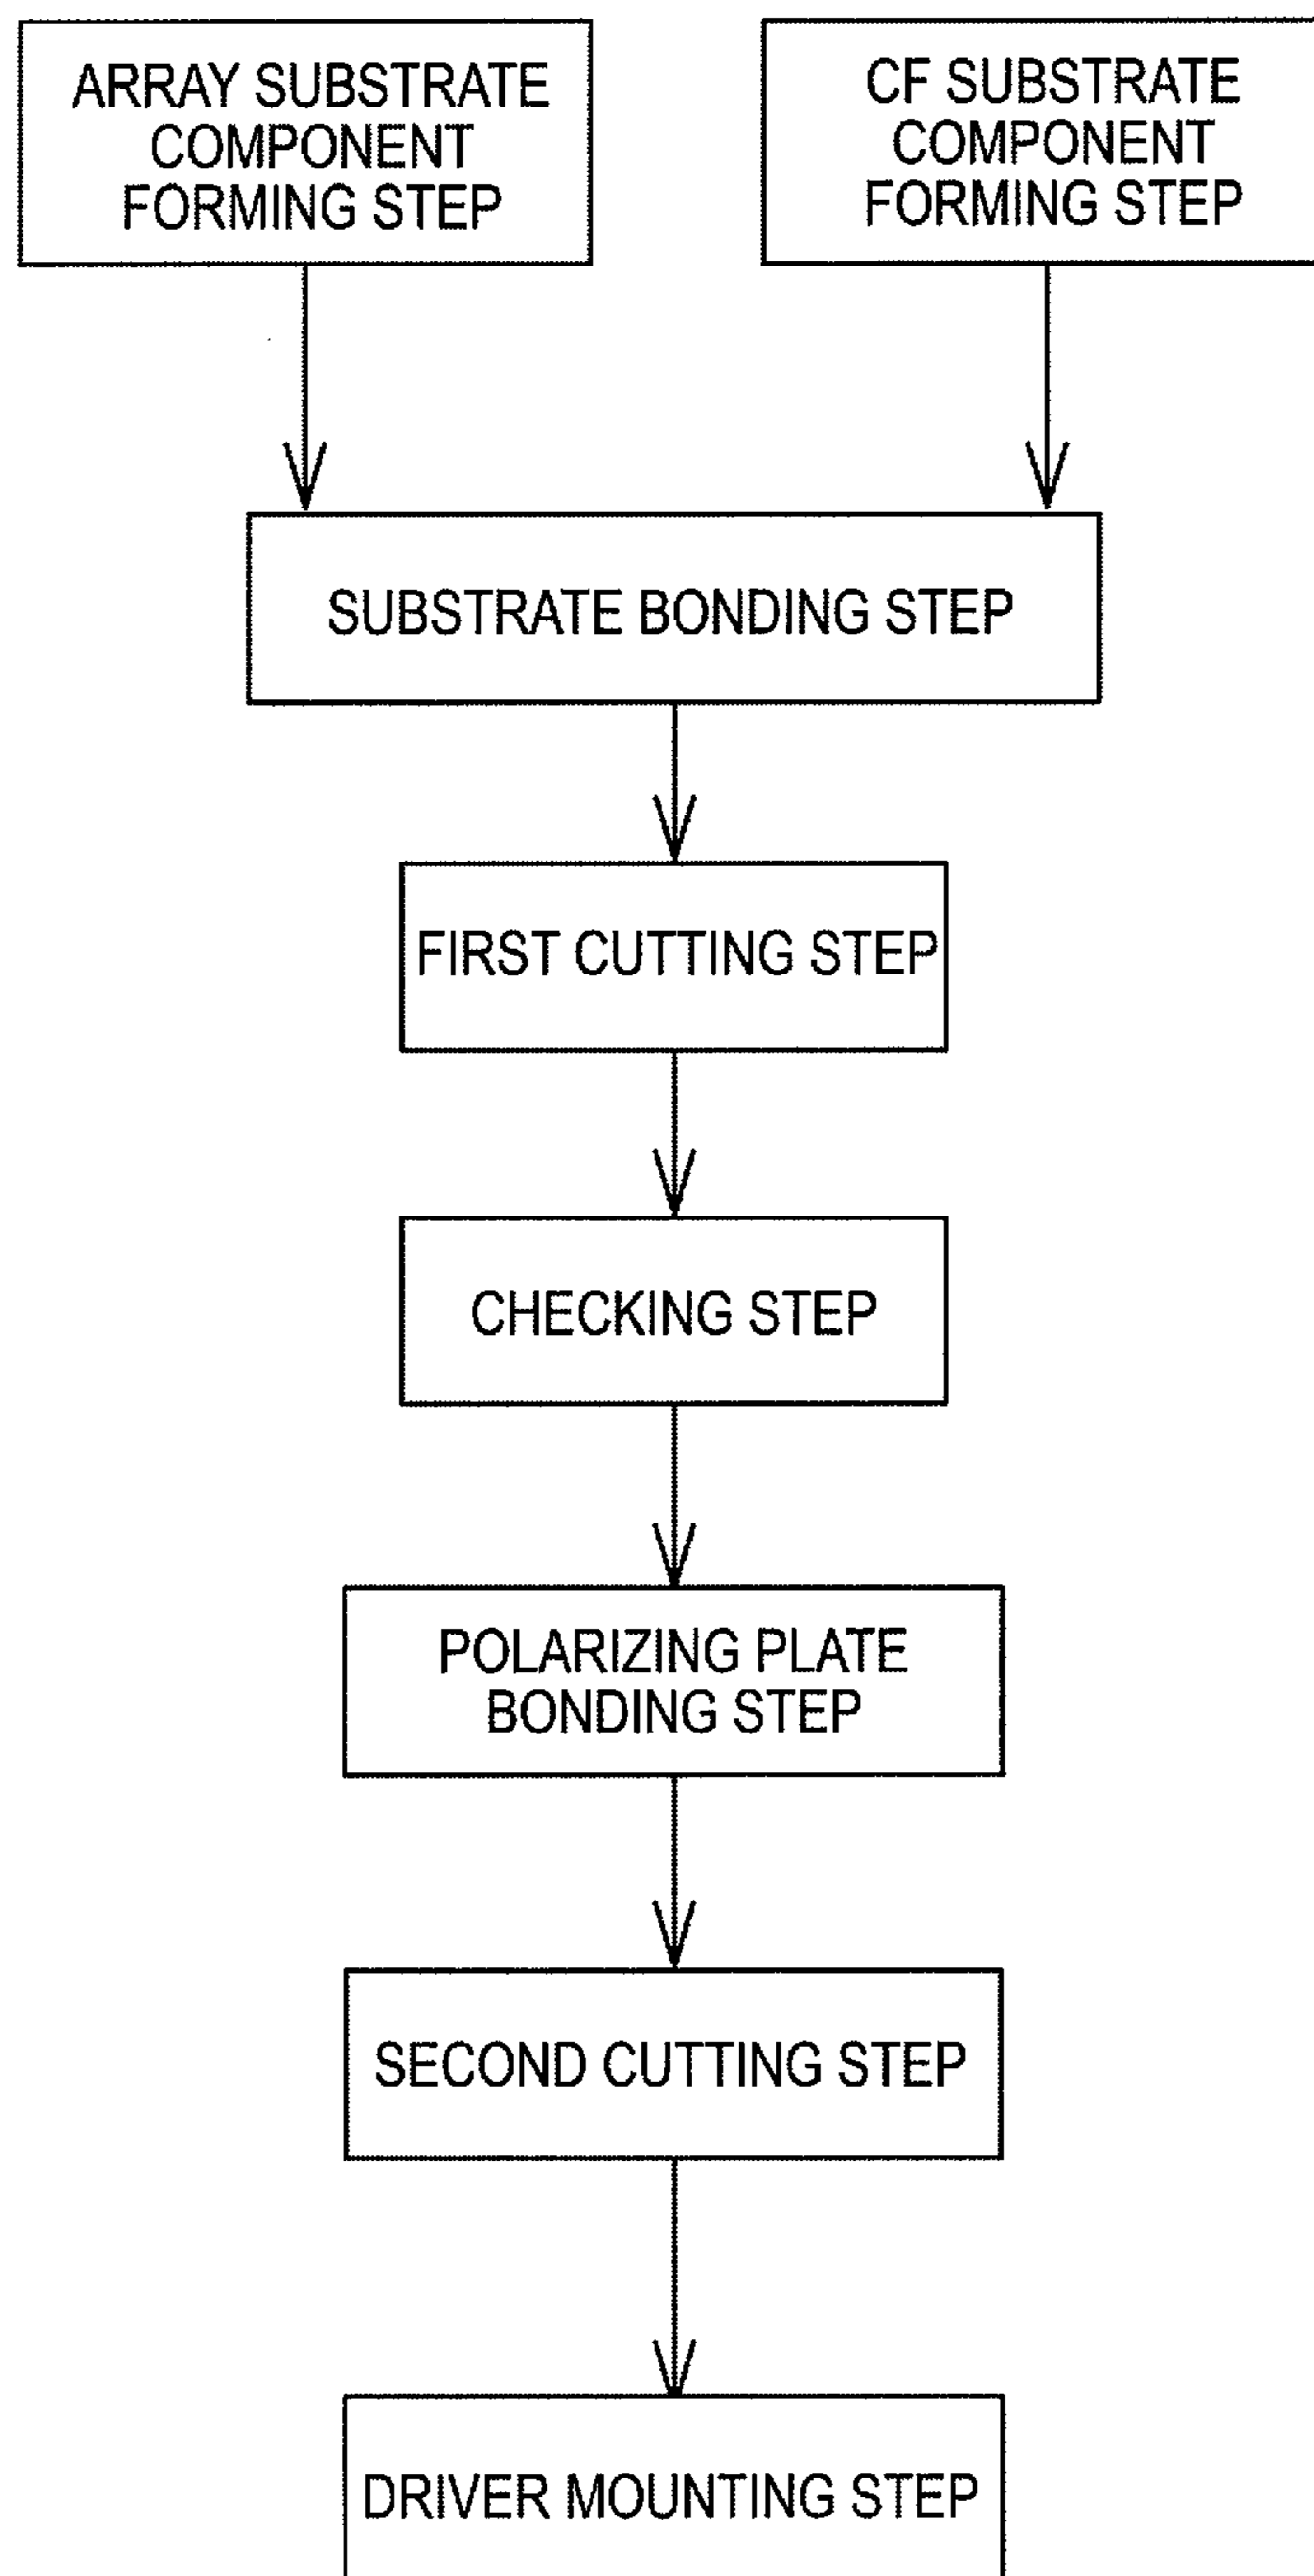 ARRAY SUBSTRATE
COMPONENT
FORMING STEP
CF SUBSTRATE
COMPONENT
FORMING STEP
SUBSTRATE BONDING STEP
FIRST CUTTING STEP
CHECKING STEP
POLARIZING PLATE
BONDING STEP
SECOND CUTTING STEP
DRIVER MOUNTING STEP